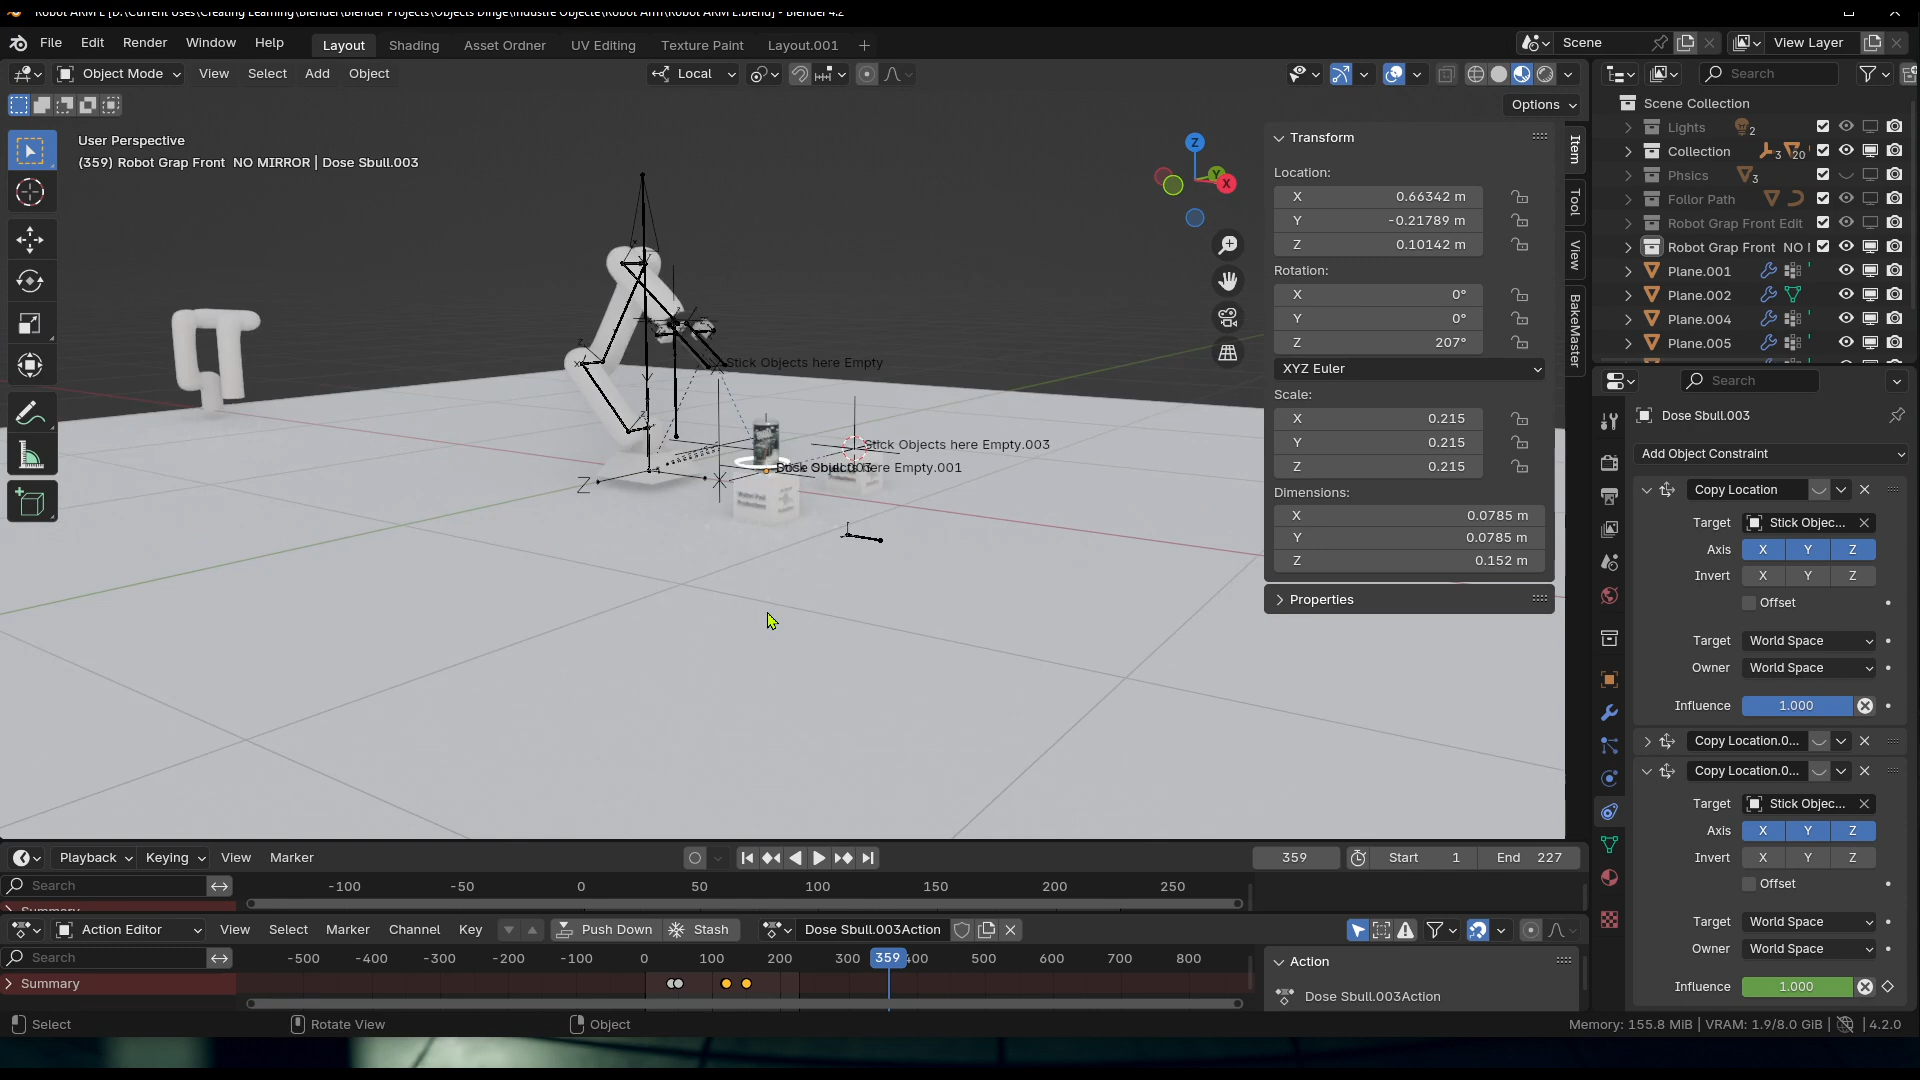 Robot ARM E [D:\Current Uses\Creating Learning\Blender\Blender Projects\Objects Dinge\Industre Objecte\Robot Arm\Robot ARM E.blend] - Blender 4.2
File Edit Render Window Help
Layout Shading Asset Ordner UV Editing Texture Paint Layout.001 +
Scene
View Layer
Object Mode View Select Add Object
Local
Search
Options
User Perspective
(359) Robot Grap Front NO MIRROR | Dose Sbull.003
Z
Y
X
Stick Objects here Empty
Stick Objects here Empty.003
Dose Sbull.003
Z
X
Transform
Location:
X 0.66342 m
Y -0.21789 m
Z 0.10142 m
Rotation:
X 0°
Y 0°
Z 207°
XYZ Euler
Scale:
X 0.215
Y 0.215
Z 0.215
Dimensions:
X 0.0785 m
Y 0.0785 m
Z 0.152 m
Properties
Item
Tool
View
BakeMaster
Scene Collection
Lights 2
Collection 3 20
Phsics 3
Follor Path
Robot Grap Front Edit
Robot Grap Front NO
Plane.001
Plane.002
Plane.004
Plane.005
Search
Dose Sbull.003
Add Object Constraint
Copy Location
Target Stick Objec...
Axis X Y Z
Invert X Y Z
Offset
Target World Space
Owner World Space
Influence 1.000
Copy Location.0...
Copy Location.0...
Target Stick Objec...
Axis X Y Z
Invert X Y Z
Offset
Target World Space
Owner World Space
Influence 1.000
Playback Keying View Marker
359 Start 1 End 227
Search
-100 -50 0 50 100 150 200 250
Summary
Action Editor View Select Marker Channel Key Push Down Stash Dose Sbull.003Action
Search
-500 -400 -300 -200 -100 0 100 200 300 359 400 500 600 700 800
Summary
Action
Dose Sbull.003Action
Select Rotate View Object
Memory: 155.8 MiB | VRAM: 1.9/8.0 GiB | 4.2.0